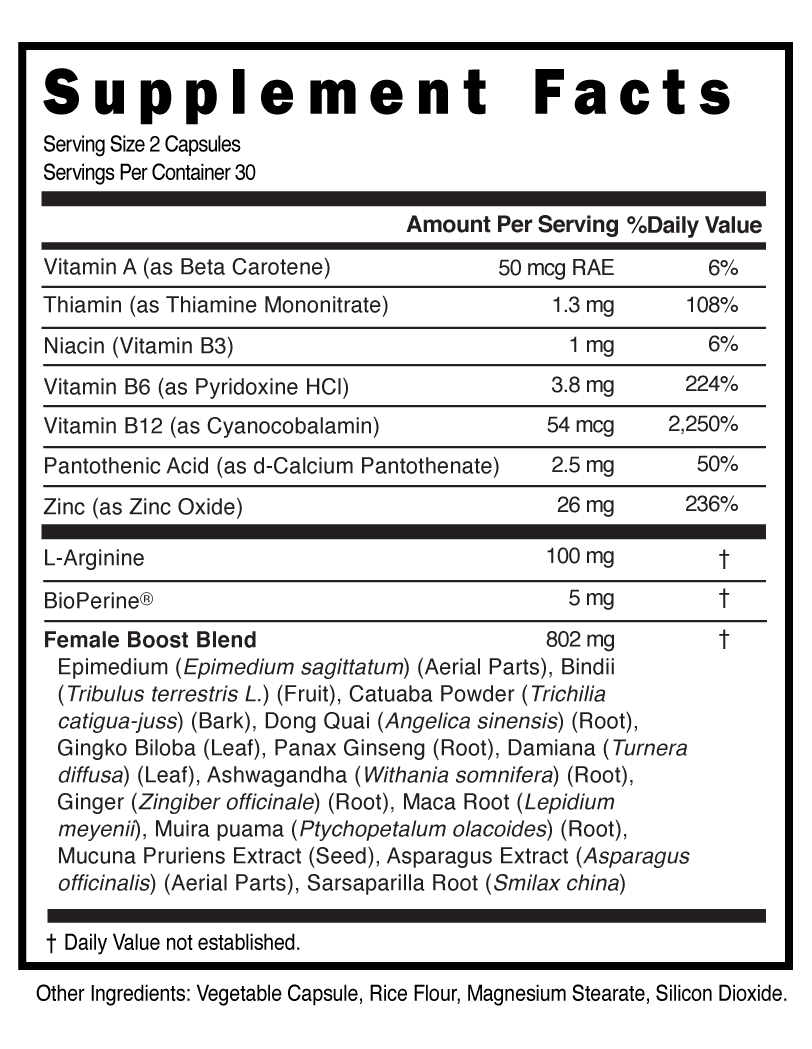 Supplement Facts
Serving Size 2 Capsules
Servings Per Container 30
Amount Per Serving %Daily Value
Vitamin A (as Beta Carotene) 50 mcg RAE 6%
Thiamin (as Thiamine Mononitrate) 1.3 mg 108%
Niacin (Vitamin B3) 1 mg 6%
Vitamin B6 (as Pyridoxine HCl) 3.8 mg 224%
Vitamin B12 (as Cyanocobalamin) 54 mcg 2,250%
Pantothenic Acid (as d-Calcium Pantothenate) 2.5 mg 50%
Zinc (as Zinc Oxide) 26 mg 236%
L-Arginine 100 mg †
BioPerine® 5 mg †
Female Boost Blend 802 mg †
Epimedium (Epimedium sagittatum) (Aerial Parts), Bindii
(Tribulus terrestris L.) (Fruit), Catuaba Powder (Trichilia
catigua-juss) (Bark), Dong Quai (Angelica sinensis) (Root),
Gingko Biloba (Leaf), Panax Ginseng (Root), Damiana (Turnera
diffusa) (Leaf), Ashwagandha (Withania somnifera) (Root),
Ginger (Zingiber officinale) (Root), Maca Root (Lepidium
meyenii), Muira puama (Ptychopetalum olacoides) (Root),
Mucuna Pruriens Extract (Seed), Asparagus Extract (Asparagus
officinalis) (Aerial Parts), Sarsaparilla Root (Smilax china)
† Daily Value not established.
Other Ingredients: Vegetable Capsule, Rice Flour, Magnesium Stearate, Silicon Dioxide.